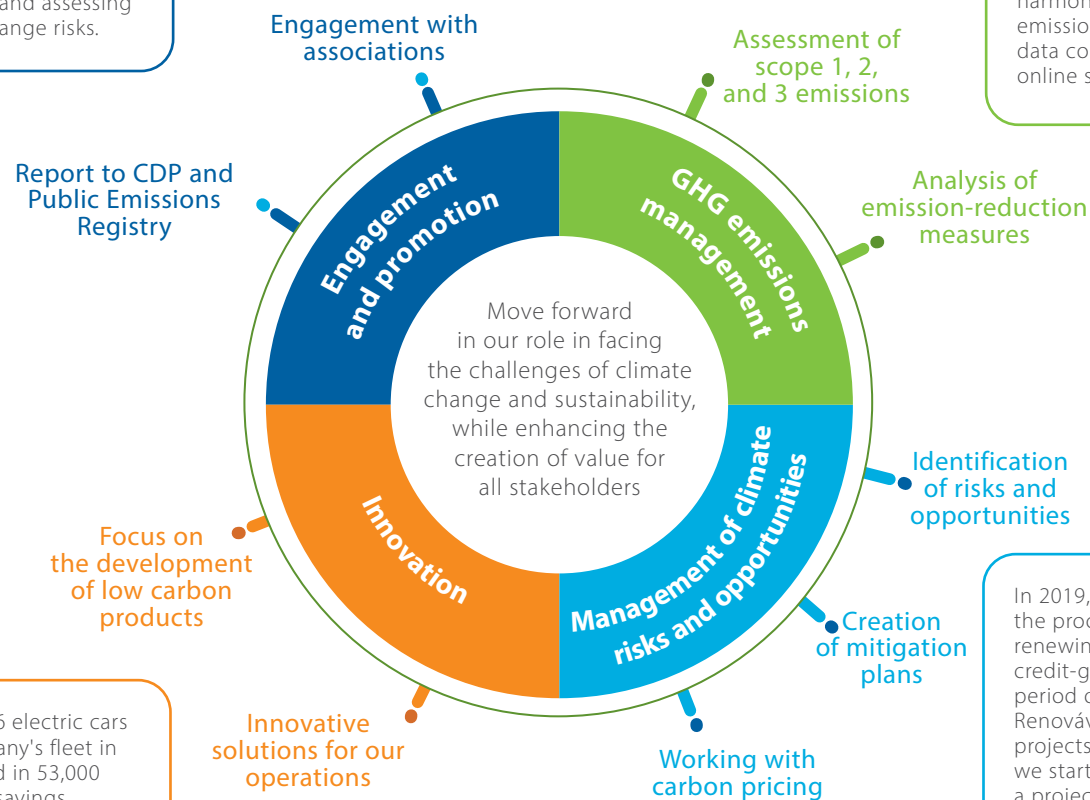 and assessing
ange risks.
Engagement with
associations
Assessment of
scope 1, 2,
and 3 emissions
emissio
data co
online s
Report to CDP and
Public Emissions
Registry
Analysis of
emission-reduction
measures
Engagement
and promotion
GHG emissions
management
Move forward
in our role in facing
the challenges of climate
change and sustainability,
while enhancing the
creation of value for
all stakeholders
Innovation
Management of climate
risks and opportunities
Identification
of risks and
opportunities
Focus on
the development
of low carbon
products
Creation
of mitigation
plans
In 2019,
the proc
renewin
credit-g
period o
Renováv
projects
we start
a project
Innovative
solutions for our
operations
Working with
carbon pricing
6 electric cars
any's fleet in
d in 53,000
savings